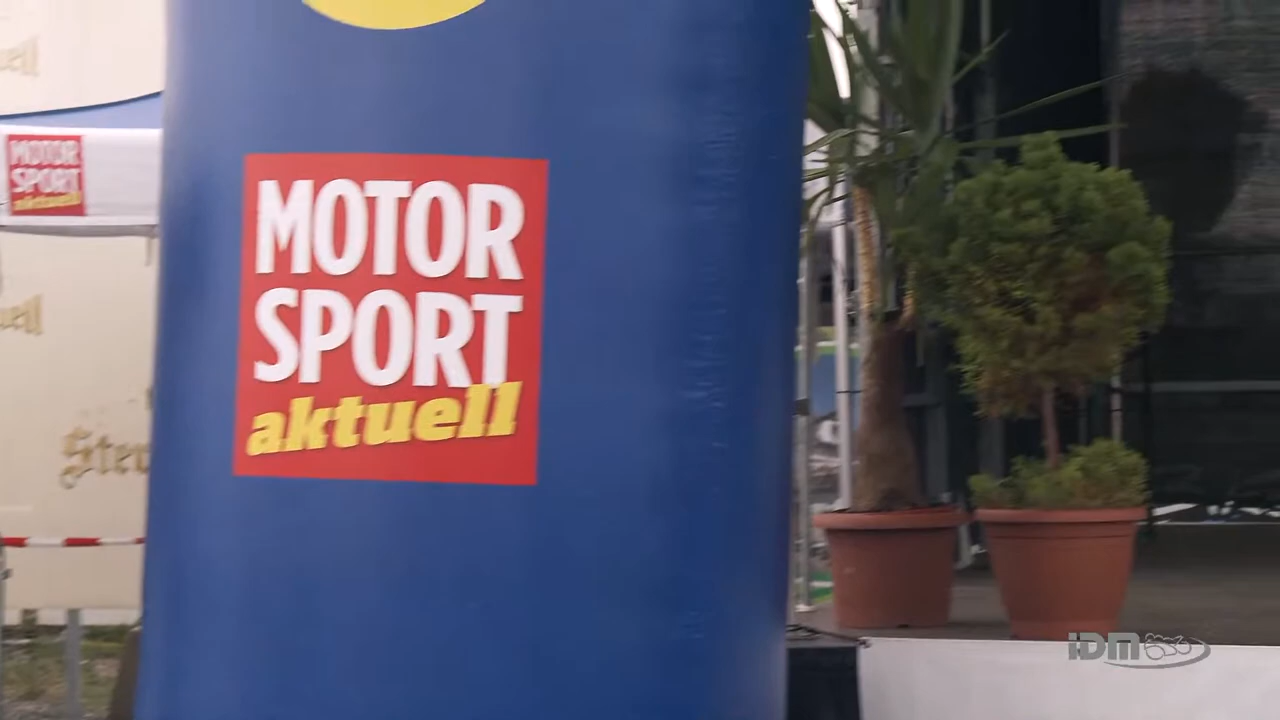 MOTOR
SPORT
aktuell
MOTOR
SPORT
aktuell
iDM